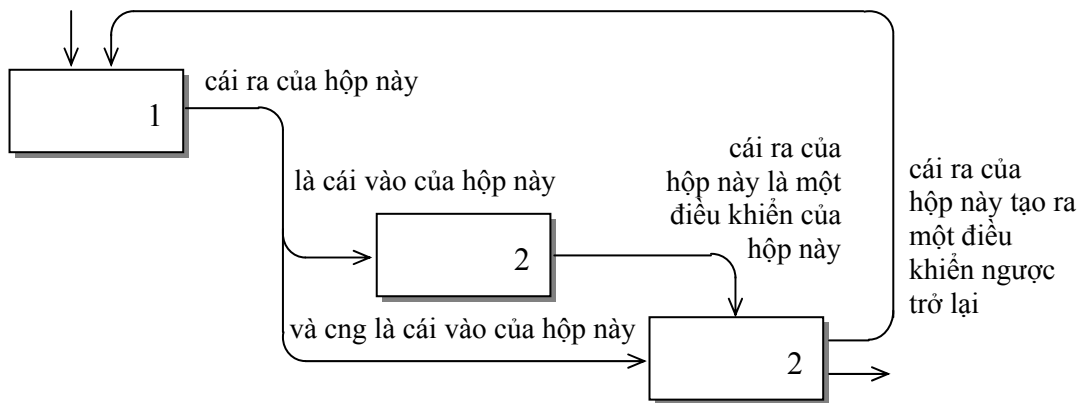 cái ra của hộp này
1
là cái vào của hộp này
2
cái ra của
hộp này là một
điều khiển của
hộp này
cái ra của
hộp này tạo ra
một điều
khiển ngược
trở lại
và cng là cái vào của hộp này
2